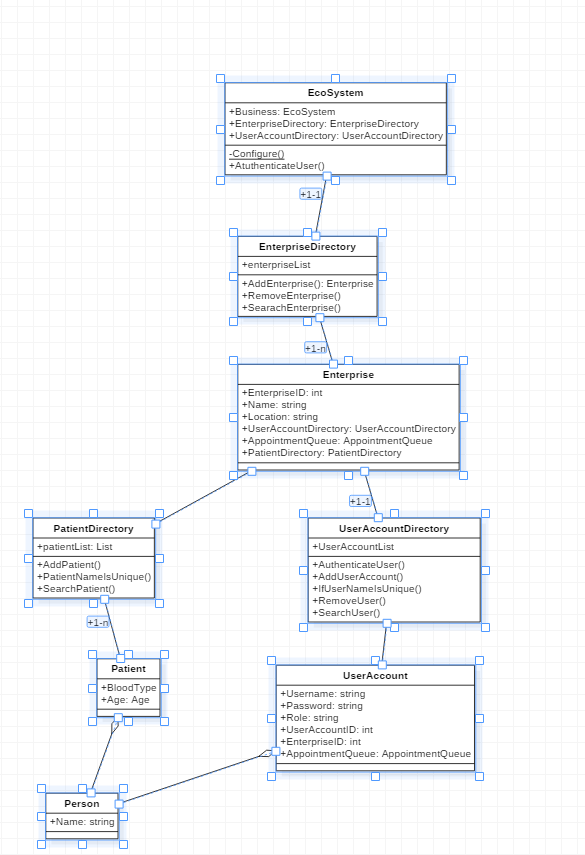 EcoSystem
+Business: EcoSystem
+EnterpriseDirectory: EnterpriseDirectory
+UserAccountDirectory: UserAccountDirectory
-Configure()
+AtuthenticateUser()
+1-1
EnterpriseDirectory
+enterpriseList
+AddEnterprise(): Enterprise
+RemoveEnterprise()
+SearachEnterprise()
+1-n
Enterprise
+EnterpriseID: int
+Name: string
+Location: string
+UserAccountDirectory: UserAccountDirectory
+AppointmentQueue: AppointmentQueue
+PatientDirectory: PatientDirectory
+1-1
PatientDirectory
+patientList: List
+AddPatient()
+PatientNameIsUnique()
+SearchPatient()
UserAccountDirectory
+UserAccountList
+AuthenticateUser()
+AddUserAccount()
+IfUserNameIsUnique()
+RemoveUser()
+SearchUser()
+1-n
Patient
+BloodType
+Age: Age
UserAccount
+Username: string
+Password: string
+Role: string
+UserAccountID: int
+EnterpriseID: int
+AppointmentQueue: AppointmentQueue
Person
+Name: string